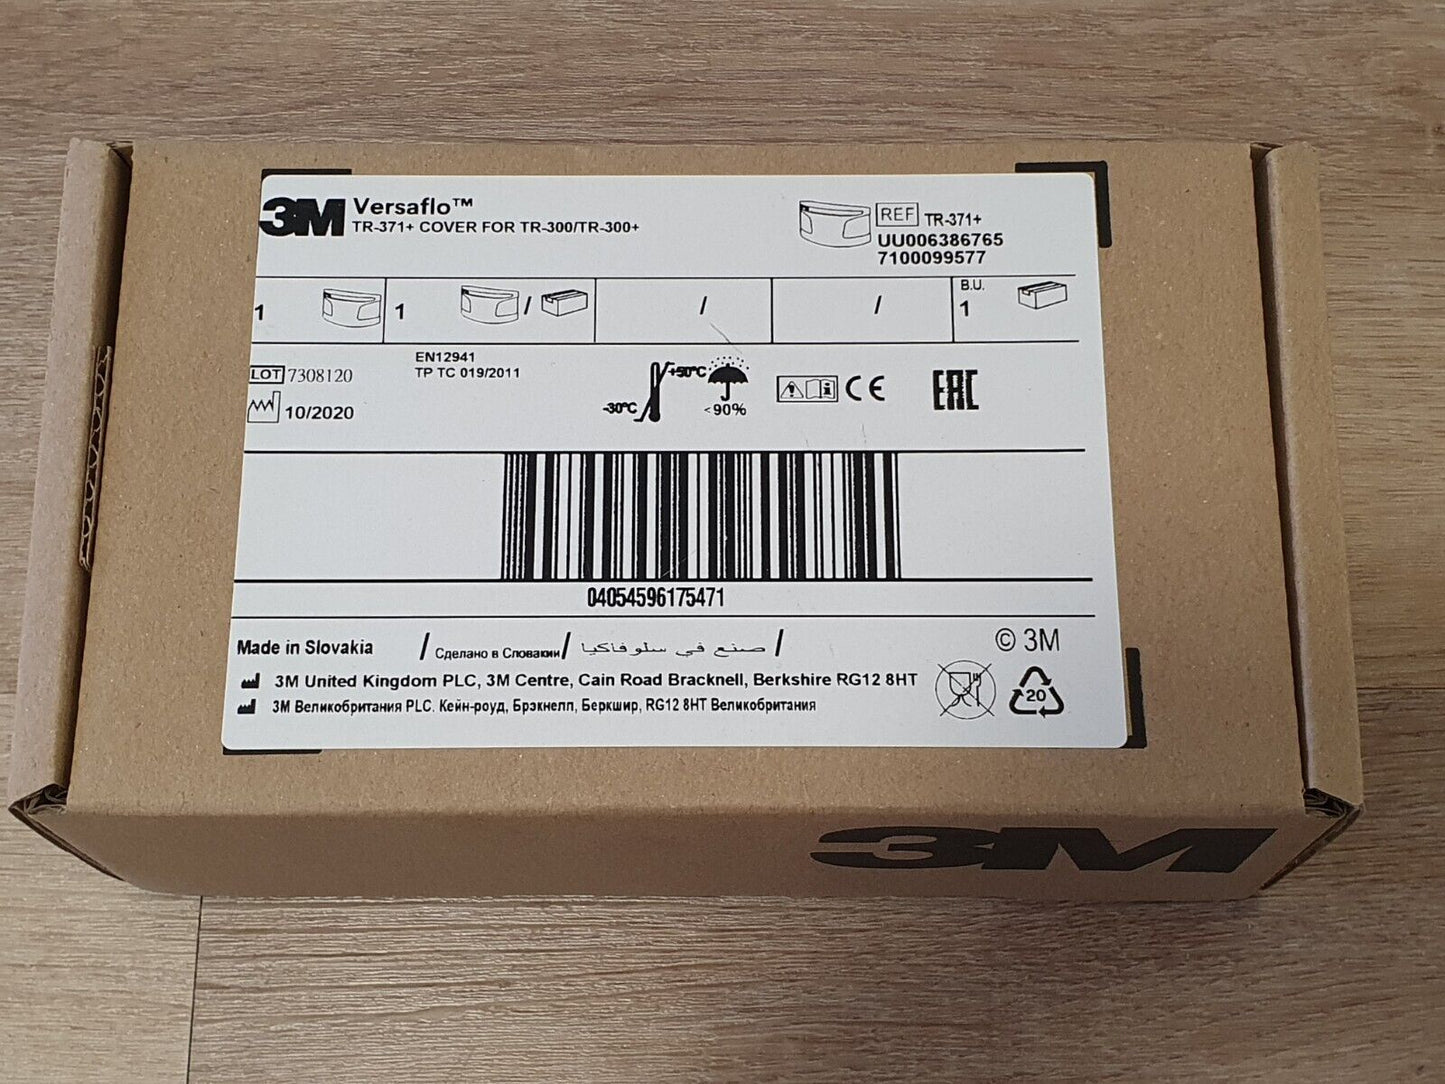 3M Versaflo™
TR-371+ COVER FOR TR-300/TR-300+
REF TR-371+
UU006386765
7100099577
1
1 /
/
/
B.U.
1
LOT 7308120
10/2020
EN12941
TP TC 019/2011
-30ºC +50ºC
<90%
CE
EAC
04054596175471
Made in Slovakia / Сделано в Словакии / صنع في سلوفاكيا /
© 3M
3M United Kingdom PLC, 3M Centre, Cain Road Bracknell, Berkshire RG12 8HT
3M Великобритания PLC. Кейн-роуд, Брэкнелл, Беркшир, RG12 8HT Великобритания
20
3M